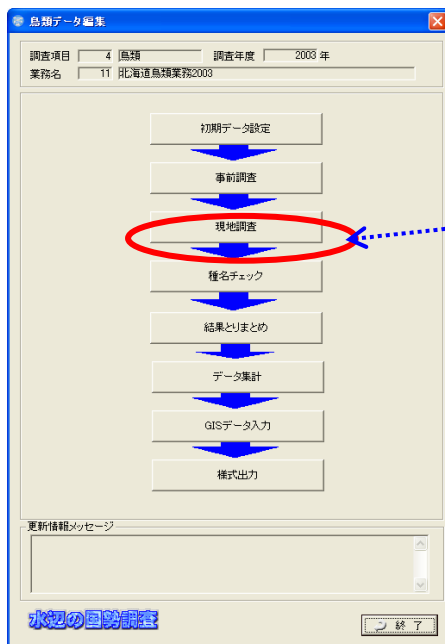 鳥類データ編集
調査項目 4 鳥類 調査年度 2003 年
業務名 11 北海道鳥類業務2003
初期データ設定
事前調査
現地調査
種名チェック
結果とりまとめ
データ集計
GISデータ入力
様式出力
更新情報メッセージ
水辺の国勢調査
終 了